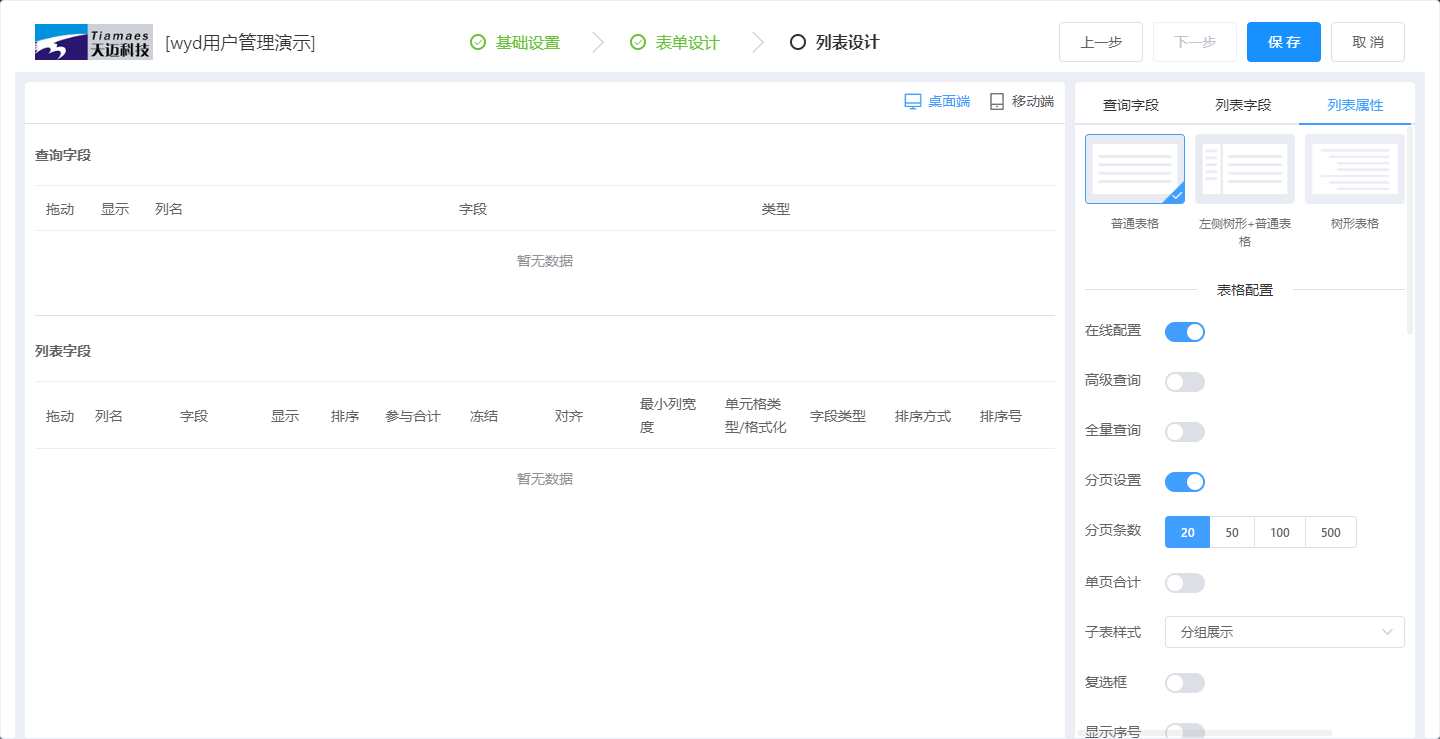 Tiamaes
天迈科技
[wyd用户管理演示]
基础设置
表单设计
列表设计
上一步
下一步
保 存
取 消
桌面端
移动端
查询字段
拖动 显示 列名 字段 类型
暂无数据
列表字段
拖动 列名 字段 显示 排序 参与合计 冻结 对齐 最小列宽度 单元格类型/格式化 字段类型 排序方式 排序号
暂无数据
查询字段 列表字段 列表属性
普通表格
左侧树形+普通表
格
树形表格
表格配置
在线配置
高级查询
全量查询
分页设置
分页条数 20 50 100 500
单页合计
子表样式 分组展示
复选框
显示序号